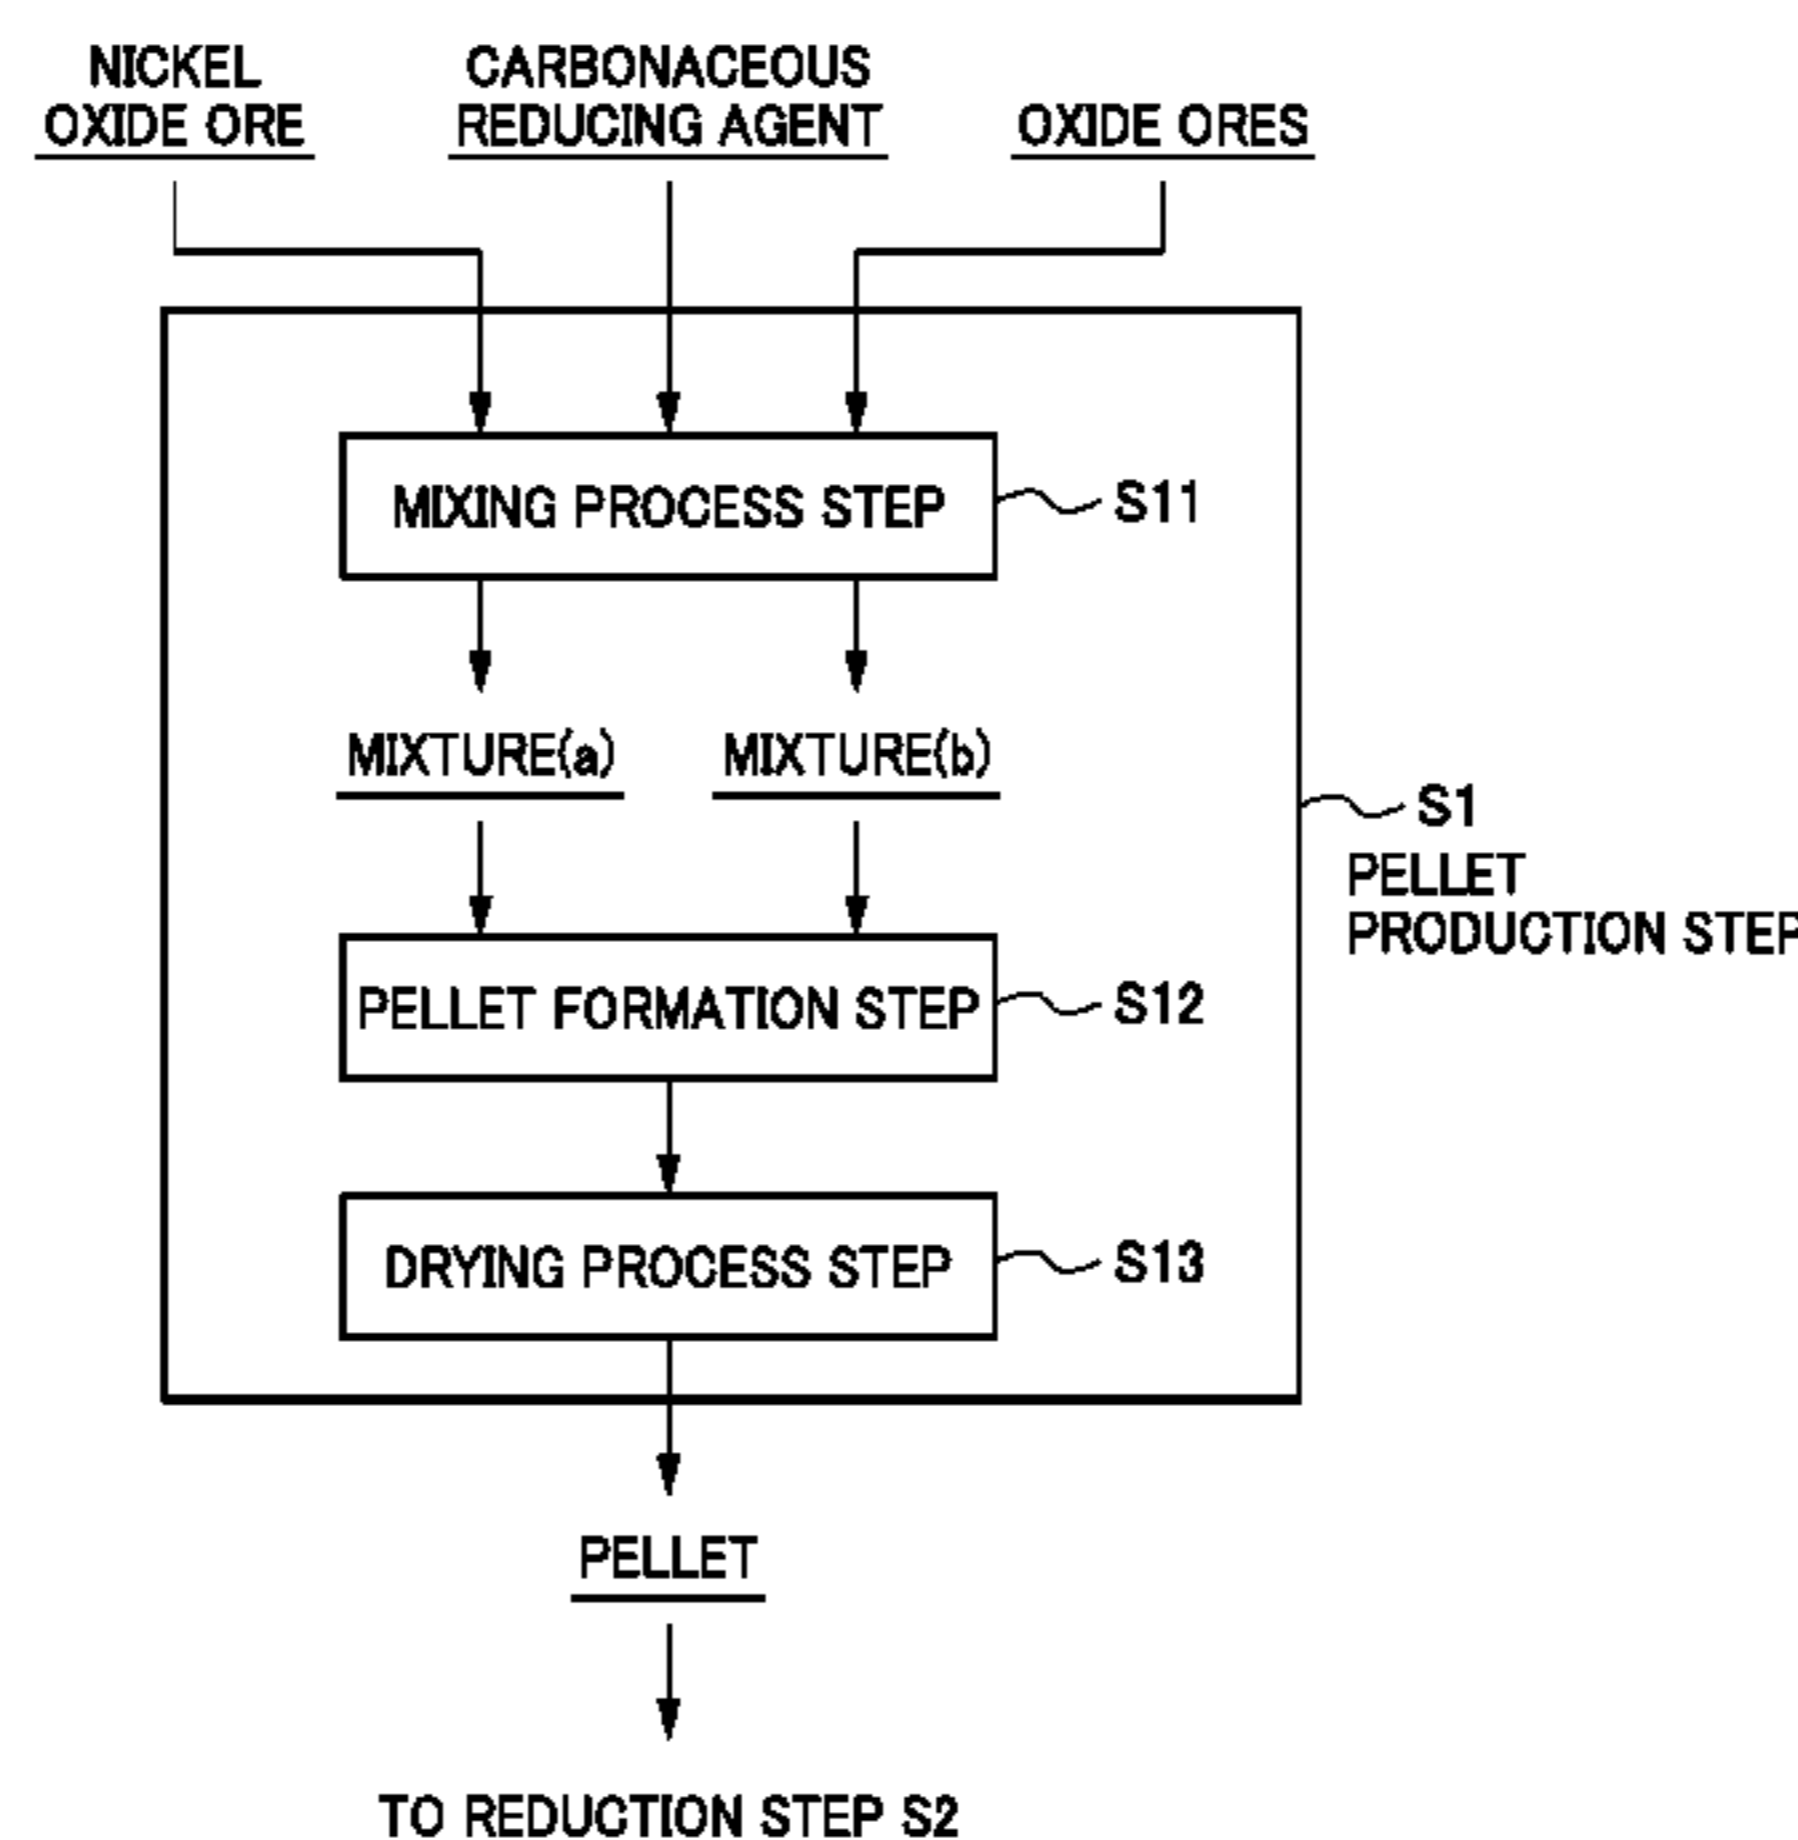 NICKEL
OXIDE ORE
CARBONACEOUS
REDUCING AGENT
OXIDE ORES
MIXING PROCESS STEP
S11
MIXTURE(a)
MIXTURE(b)
S1
PELLET
PRODUCTION STEP
PELLET FORMATION STEP
S12
DRYING PROCESS STEP
S13
PELLET
TO REDUCTION STEP S2